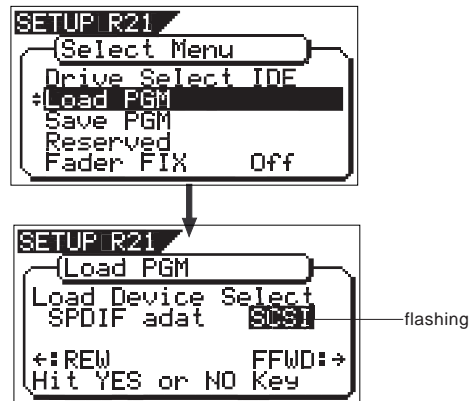 SETUP R21
Select Menu
Drive Select IDE
Load PGM
Save PGM
Reserved
Fader FIX Off
SETUP R21
Load PGM
Load Device Select
SPDIF adat SCSI
flashing
←:REW FFWD:→
Hit YES or NO Key